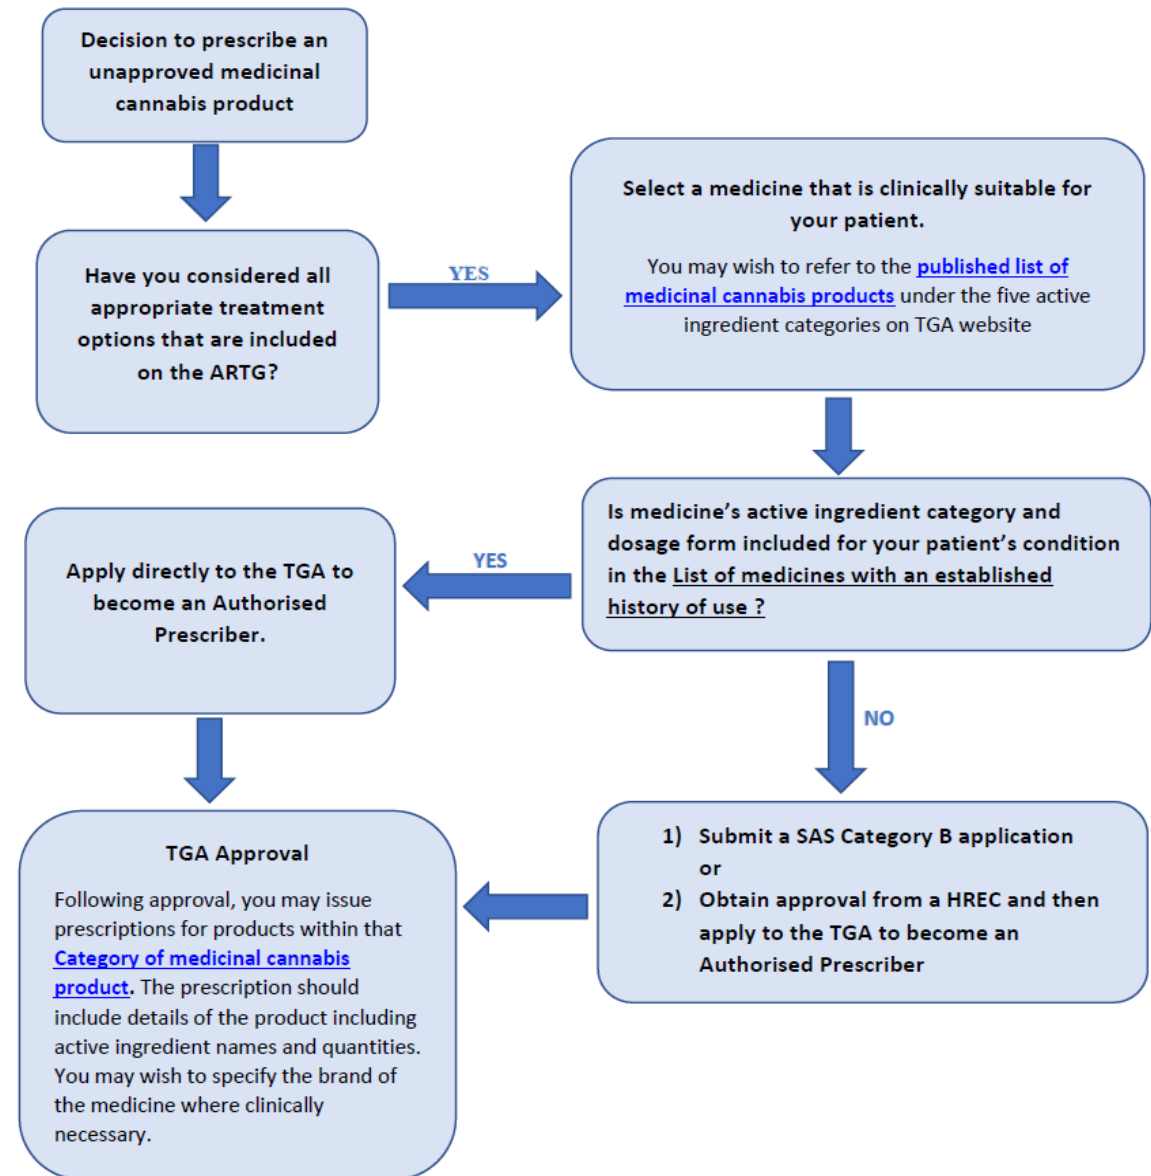 Decision to prescribe an
unapproved medicinal
cannabis product
Have you considered all
appropriate treatment
options that are included
on the ARTG?
YES
Select a medicine that is clinically suitable for
your patient.
You may wish to refer to the published list of
medicinal cannabis products under the five active
ingredient categories on TGA website
Is medicine's active ingredient category and
dosage form included for your patient's condition
in the List of medicines with an established
history of use ?
YES
Apply directly to the TGA to
become an Authorised
Prescriber.
NO
1) Submit a SAS Category B application
or
2) Obtain approval from a HREC and then
apply to the TGA to become an
Authorised Prescriber
TGA Approval
Following approval, you may issue
prescriptions for products within that
Category of medicinal cannabis
product. The prescription should
include details of the product including
active ingredient names and quantities.
You may wish to specify the brand of
the medicine where clinically
necessary.